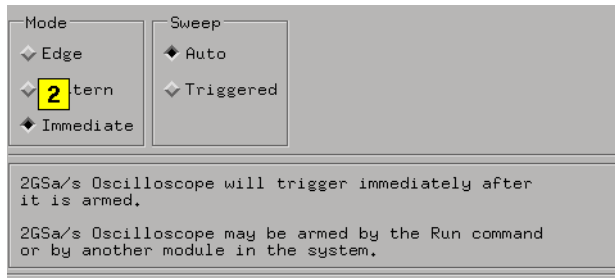 Mode
Edge
2
tern
Immediate
Sweep
Auto
Triggered
2GSa/s Oscilloscope will trigger immediately after
it is armed.
2GSa/s Oscilloscope may be armed by the Run command
or by another module in the system.